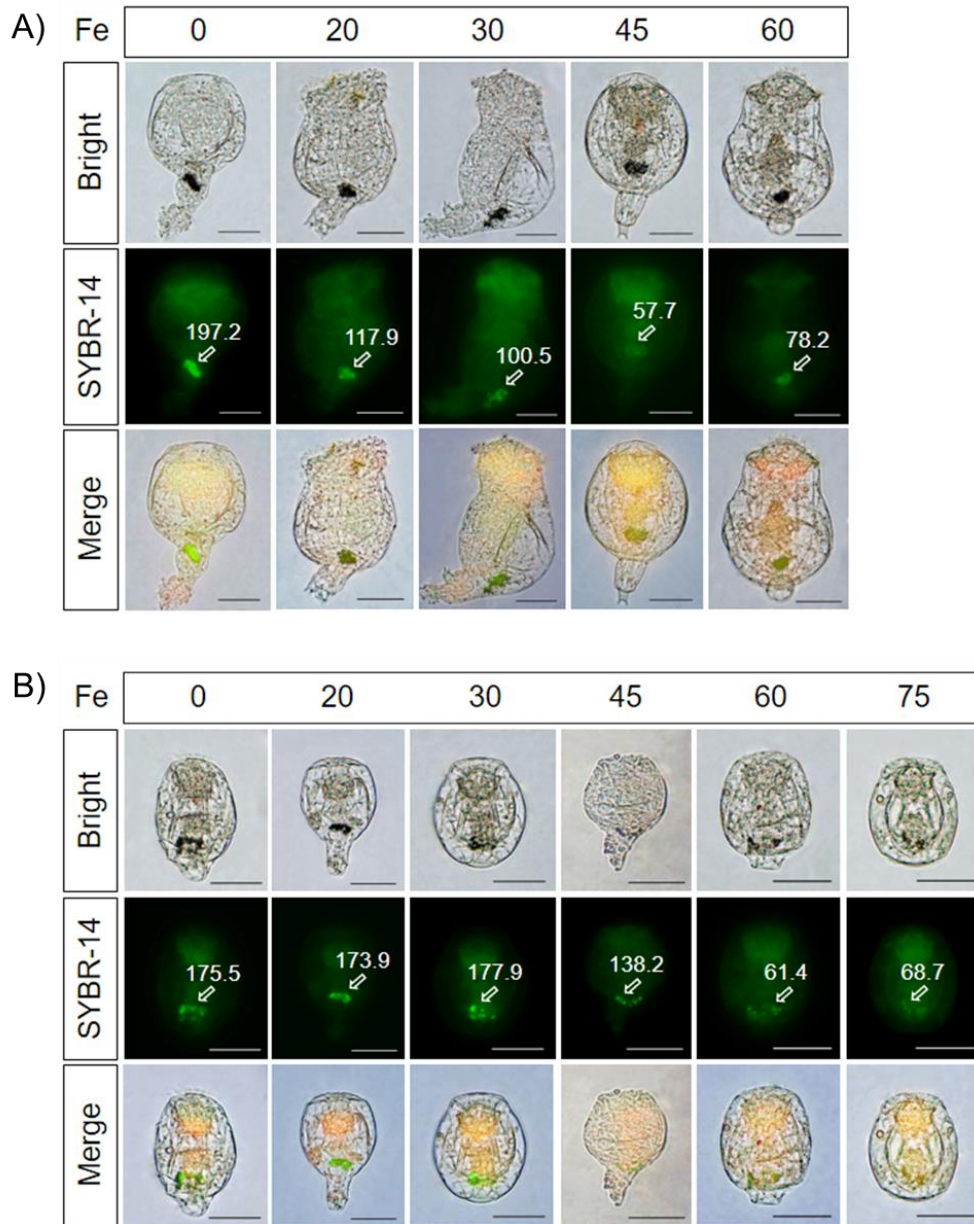 A) Fe 0 20 30 45 60
Bright
SYBR-14
197.2 117.9 100.5 57.7 78.2
Merge
B) Fe 0 20 30 45 60 75
Bright
SYBR-14
175.5 173.9 177.9 138.2 61.4 68.7
Merge